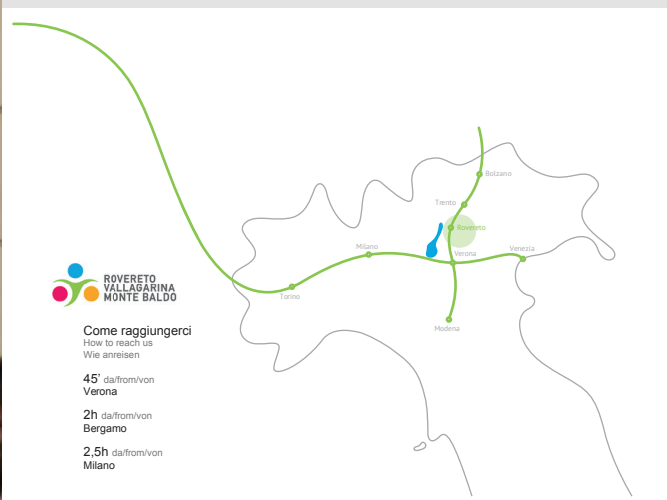 Bolzano
Trento
Rovereto
Venezia
Milano
Verona
Torino
Modena
ROVERETO
VALLAGARINA
MONTE BALDO
Come raggiungerci
How to reach us
Wie anreisen
45' da/from/von
Verona
2h da/from/von
Bergamo
2,5h da/from/von
Milano